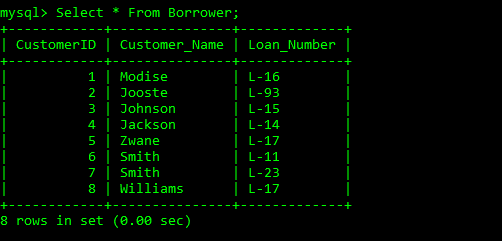 mysql> Select * From Borrower;
+------------+---------------+-------------+
| CustomerID | Customer_Name | Loan_Number |
+------------+---------------+-------------+
|          1 | Modise        | L-16        |
|          2 | Jooste        | L-93        |
|          3 | Johnson       | L-15        |
|          4 | Jackson       | L-14        |
|          5 | Zwane         | L-17        |
|          6 | Smith         | L-11        |
|          7 | Smith         | L-23        |
|          8 | Williams      | L-17        |
+------------+---------------+-------------+
8 rows in set (0.00 sec)